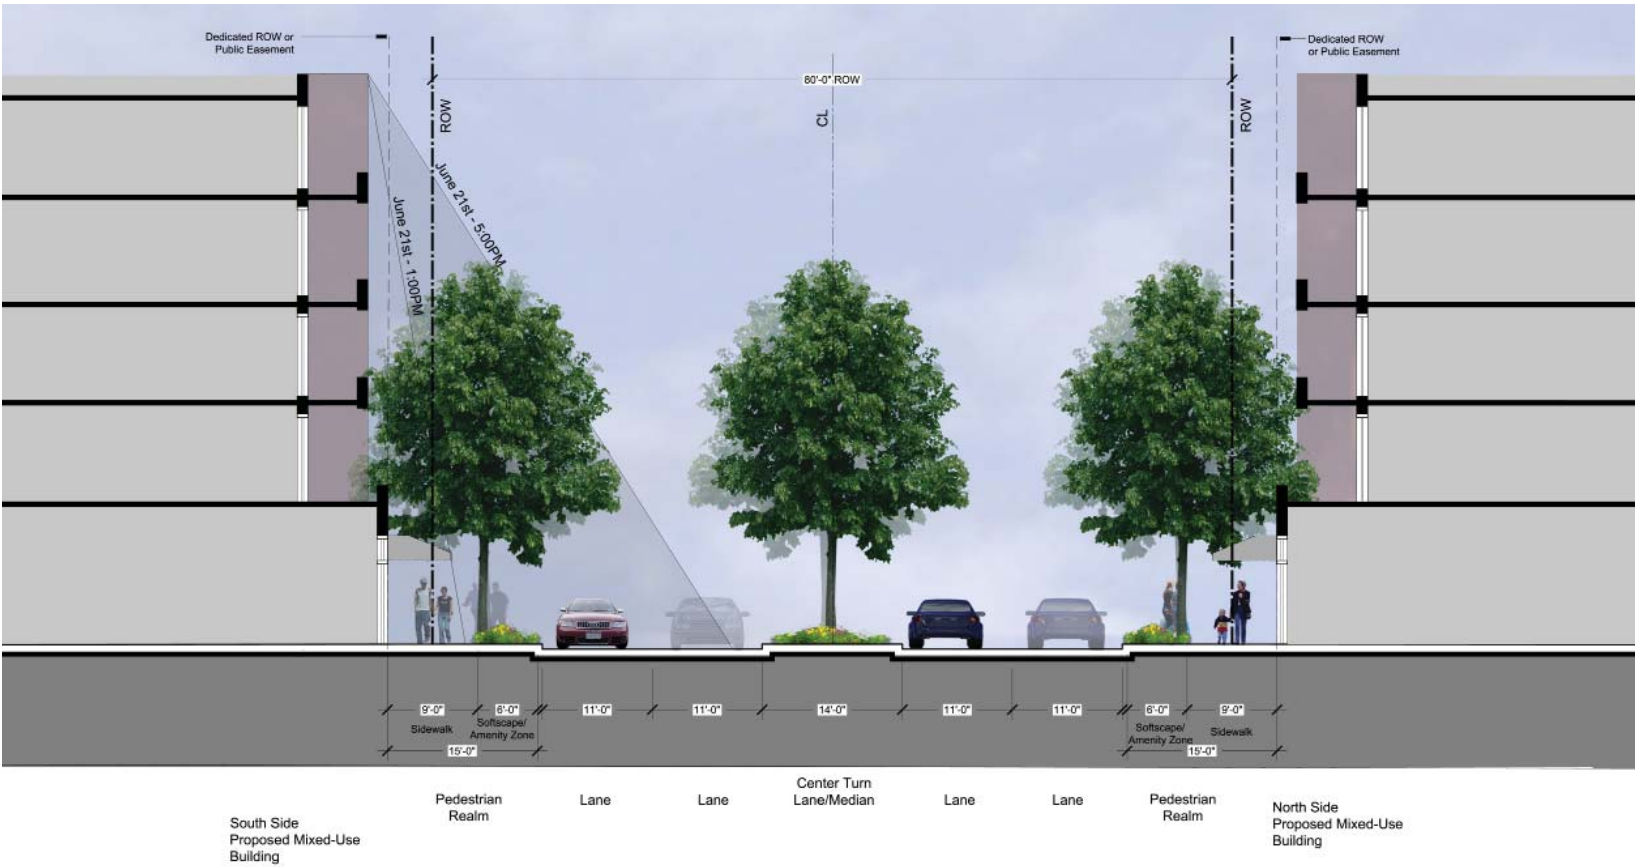 Dedicated ROW or
Public Easement
Dedicated ROW
or Public Easement
80'-0" ROW
ROW
CL
ROW
June 21st - 5:00PM
June 21st - 1:00PM
9'-0"
6'-0"
11'-0"
11'-0"
14'-0"
11'-0"
11'-0"
6'-0"
9'-0"
Sidewalk
Softscape/
Amenity Zone
Softscape/
Amenity Zone
Sidewalk
15'-0"
15'-0"
Pedestrian
Realm
Lane
Lane
Center Turn
Lane/Median
Lane
Lane
Pedestrian
Realm
South Side
Proposed Mixed-Use
Building
North Side
Proposed Mixed-Use
Building